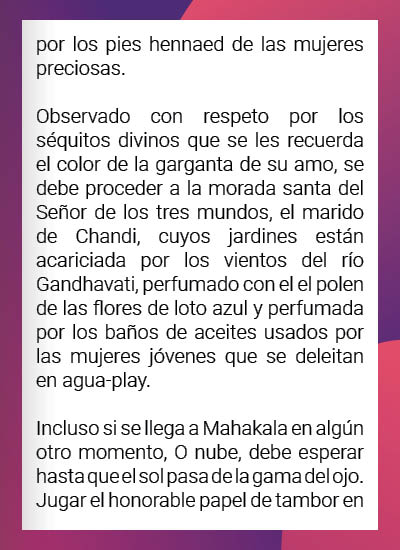 por los pies hennaed de las mujeres
preciosas.
Observado con respeto por los
séquitos divinos que se les recuerda
el color de la garganta de su amo, se
debe proceder a la morada santa del
Señor de los tres mundos, el marido
de Chandi, cuyos jardines están
acariciada por los vientos del río
Gandhavati, perfumado con el el polen
de las flores de loto azul y perfumada
por los baños de aceites usados por
las mujeres jóvenes que se deleitan
en agua-play.
Incluso si se llega a Mahakala en algún
otro momento, O nube, debe esperar
hasta que el sol pasa de la gama del ojo.
Jugar el honorable papel de tambor en